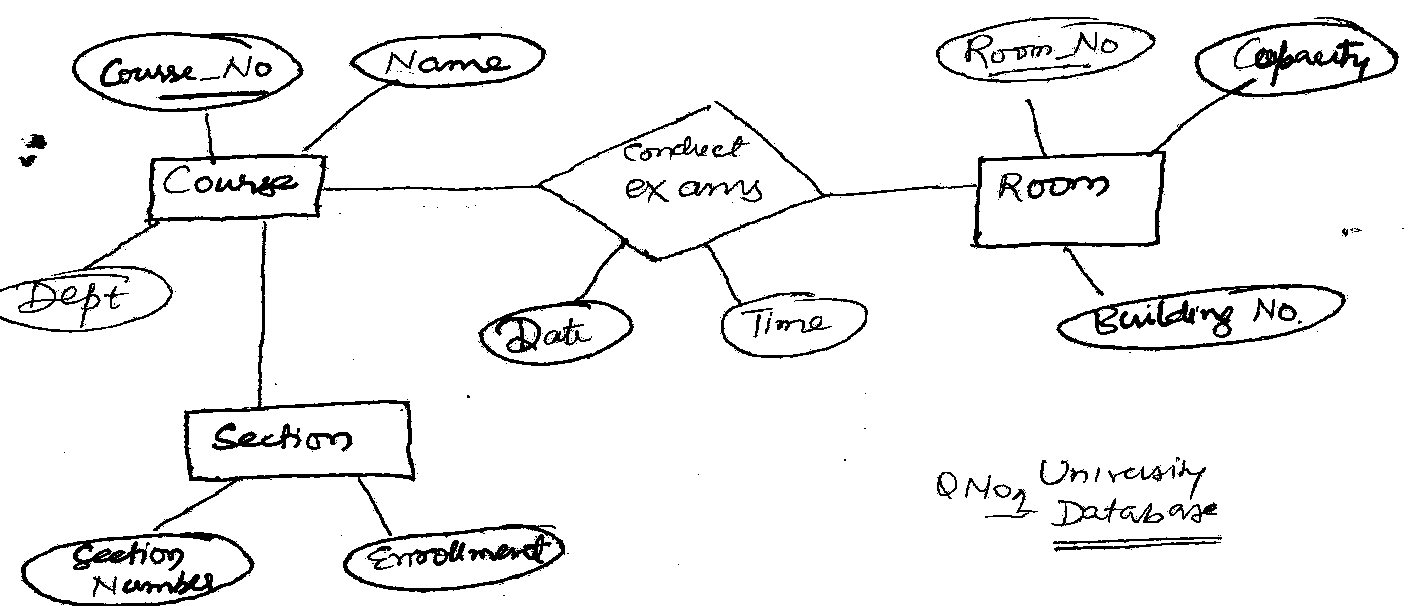 Course_No
Name
Room_No
Capacity
Course
Conduct
exams
Room
Dept
Date
Time
Building No.
Section
QNo2 University
Database
Section
Number
Enrollment